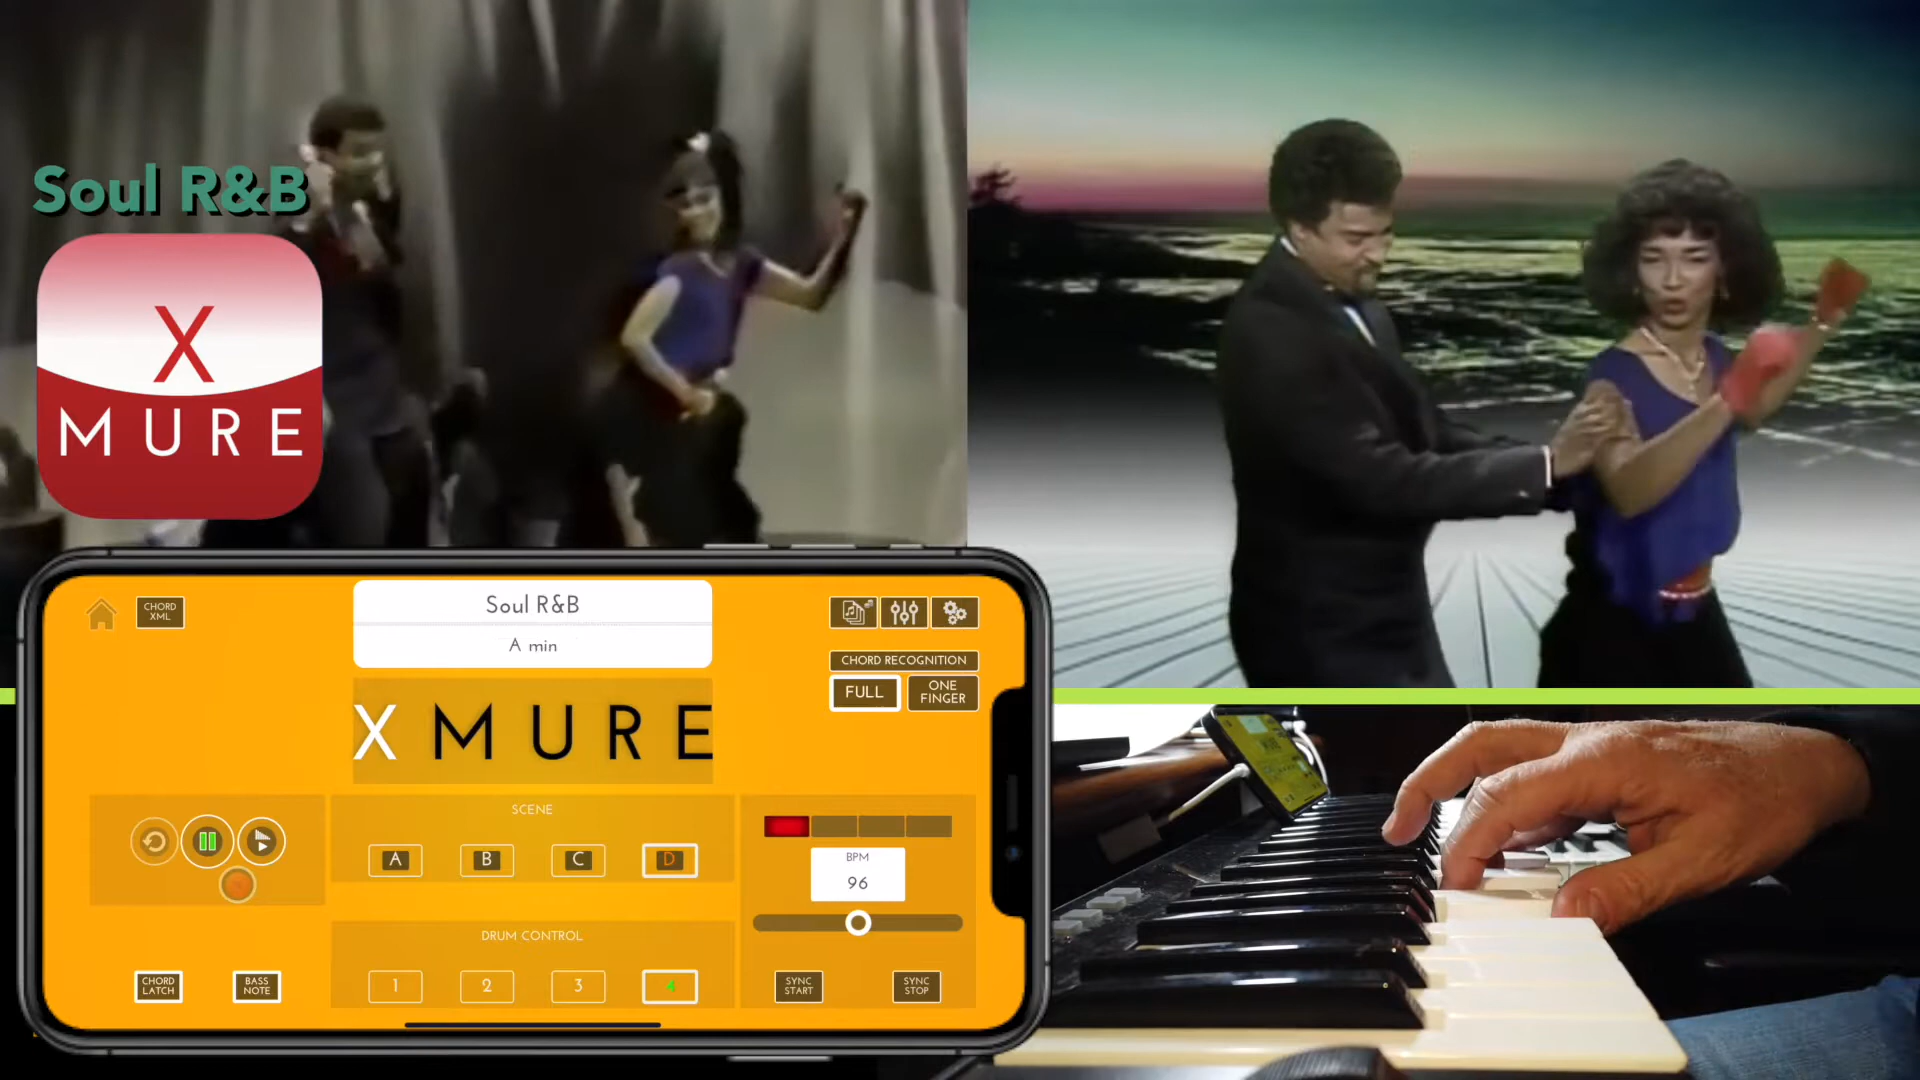 Soul R&B
X
MURE
CHORD
XML
Soul R&B
A min
CHORD RECOGNITION
FULL
ONE
FINGER
X MURE
SCENE
A
B
C
D
BPM
96
DRUM CONTROL
CHORD
LATCH
BASS
NOTE
1
2
3
4
SYNC
START
SYNC
STOP